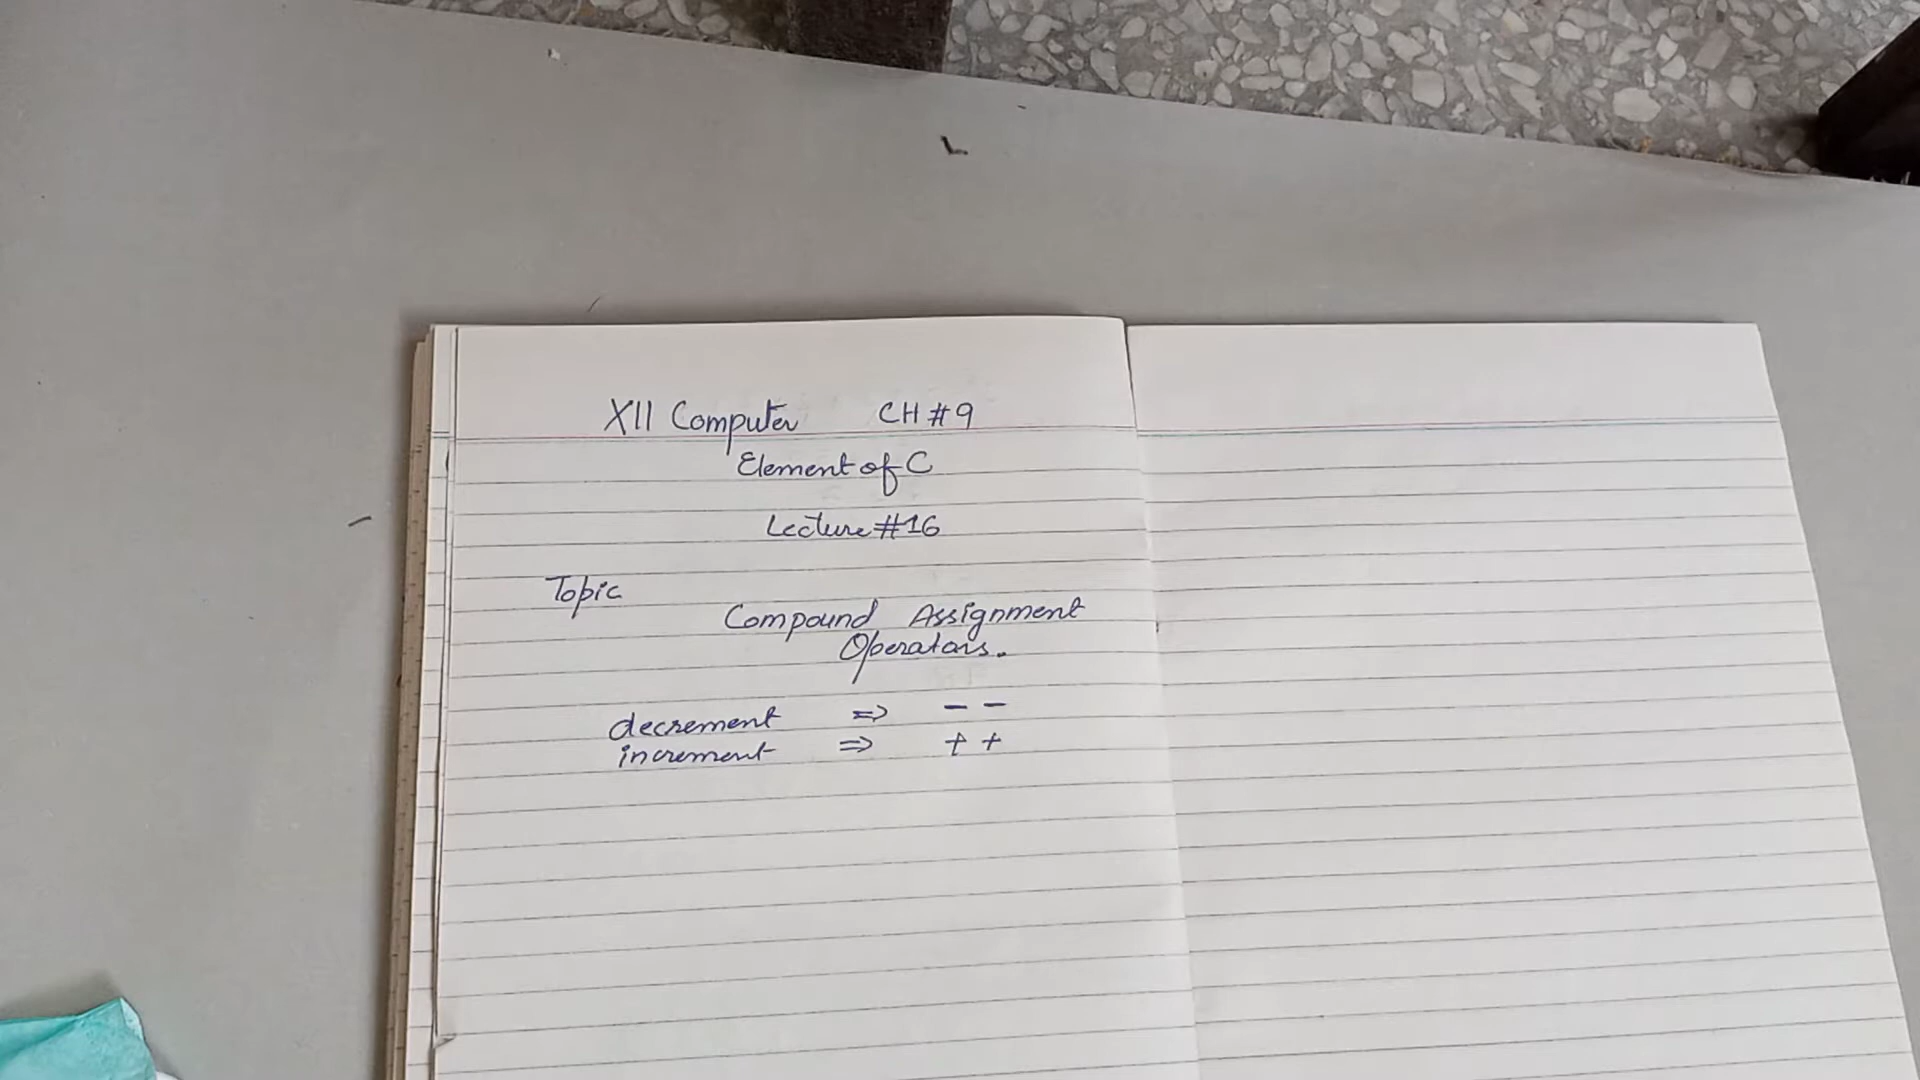 XII Computer CH#9
Element of C
Lecture #16
Topic
Compound Assignment
Operators.
decrement ⇒ - -
increment ⇒ + +